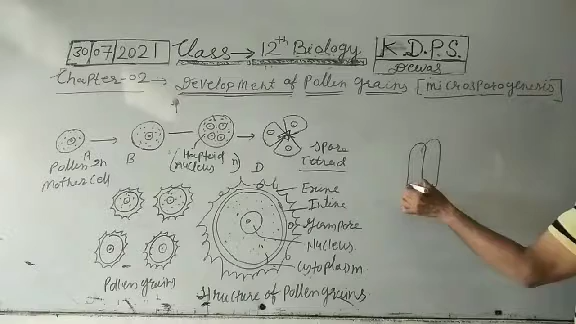 30/07/2021 Class → 12th Biology K.D.P.S.
Dewas
Chapter-02 → Development of Pollen grains [microsporogenesis]
A B (Haploid nucleus n) D Spore
Tetrad
Pollen 2n
Mother Cell
Exine
Intine
Germpore
Nucleus
Cytoplasm
Pollen grains
Structure of Pollen grains